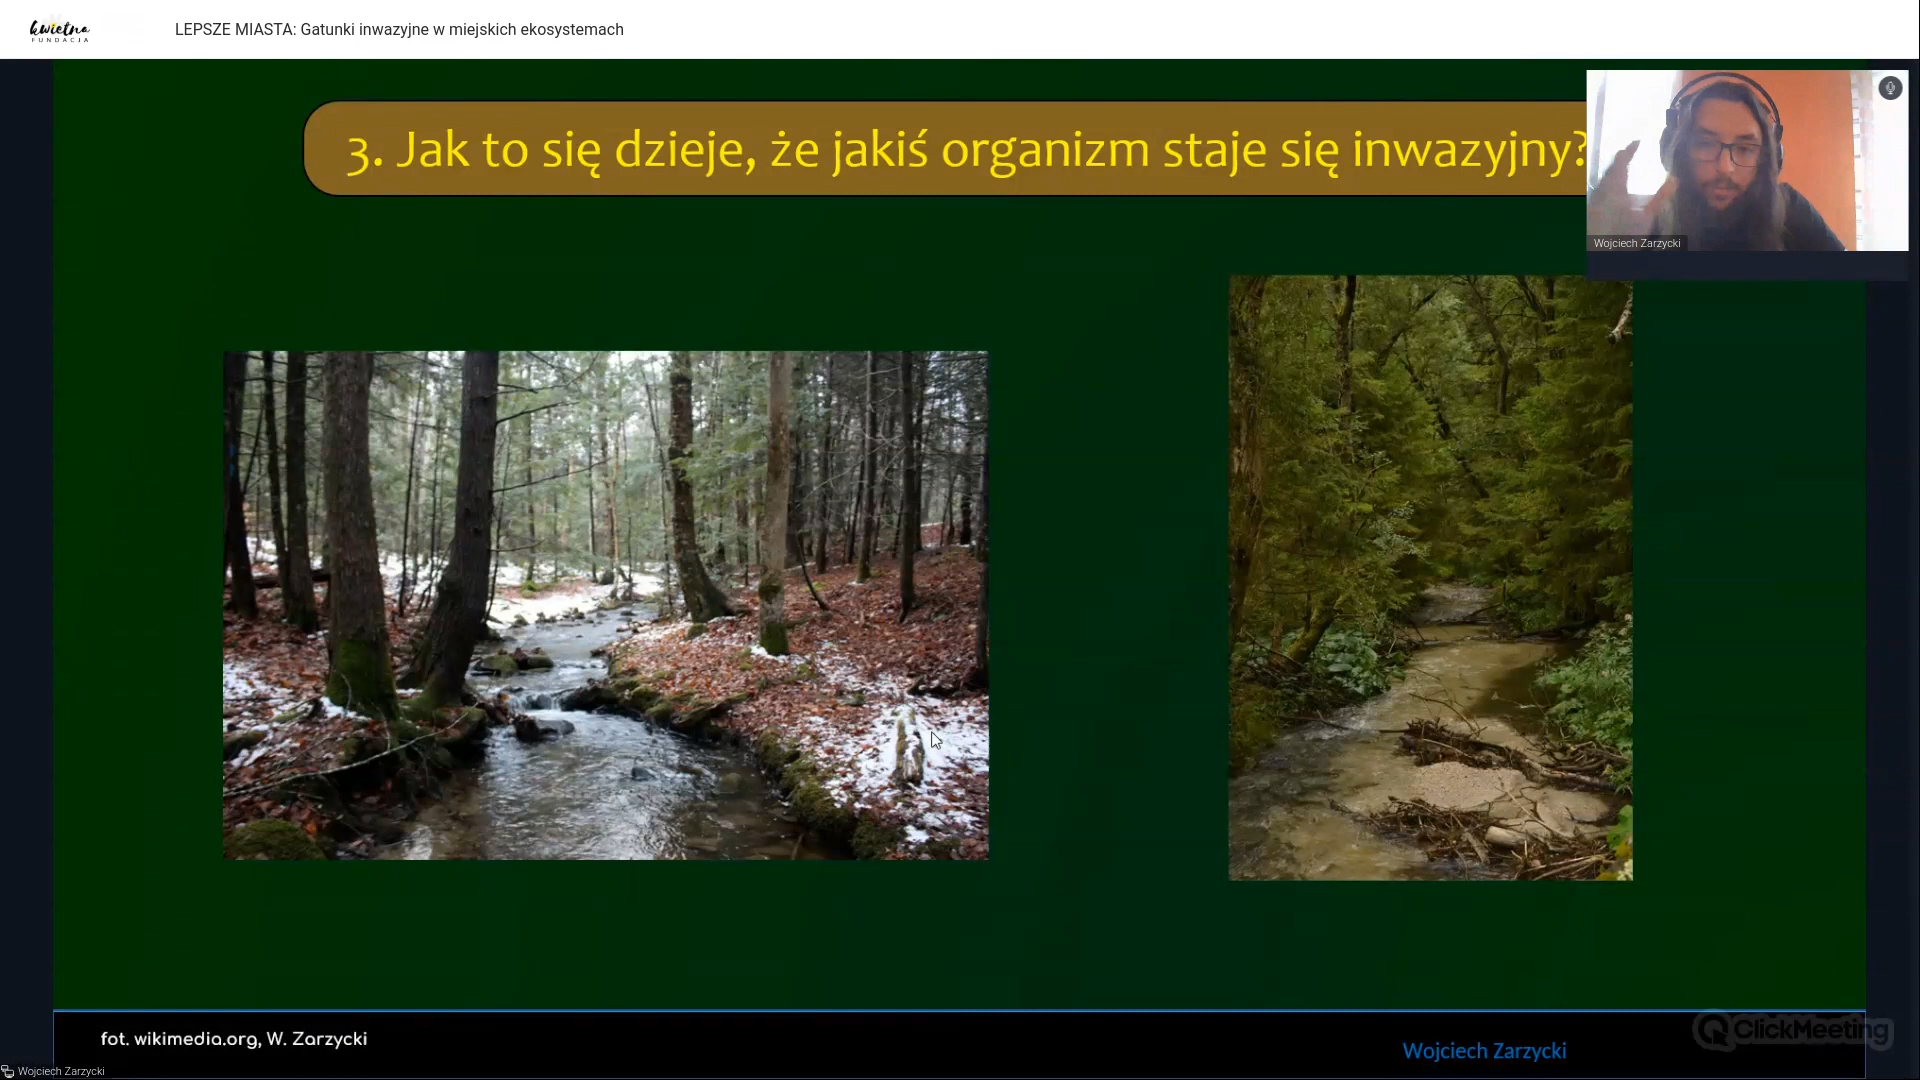 kwietna
FUNDACJA
LEPSZE MIASTA: Gatunki inwazyjne w miejskich ekosystemach
3. Jak to się dzieje, że jakiś organizm staje się inwazyjny?
Wojciech Zarzycki
fot. wikimedia.org, W. Zarzycki
ClickMeeting
Wojciech Zarzycki
Wojciech Zarzycki